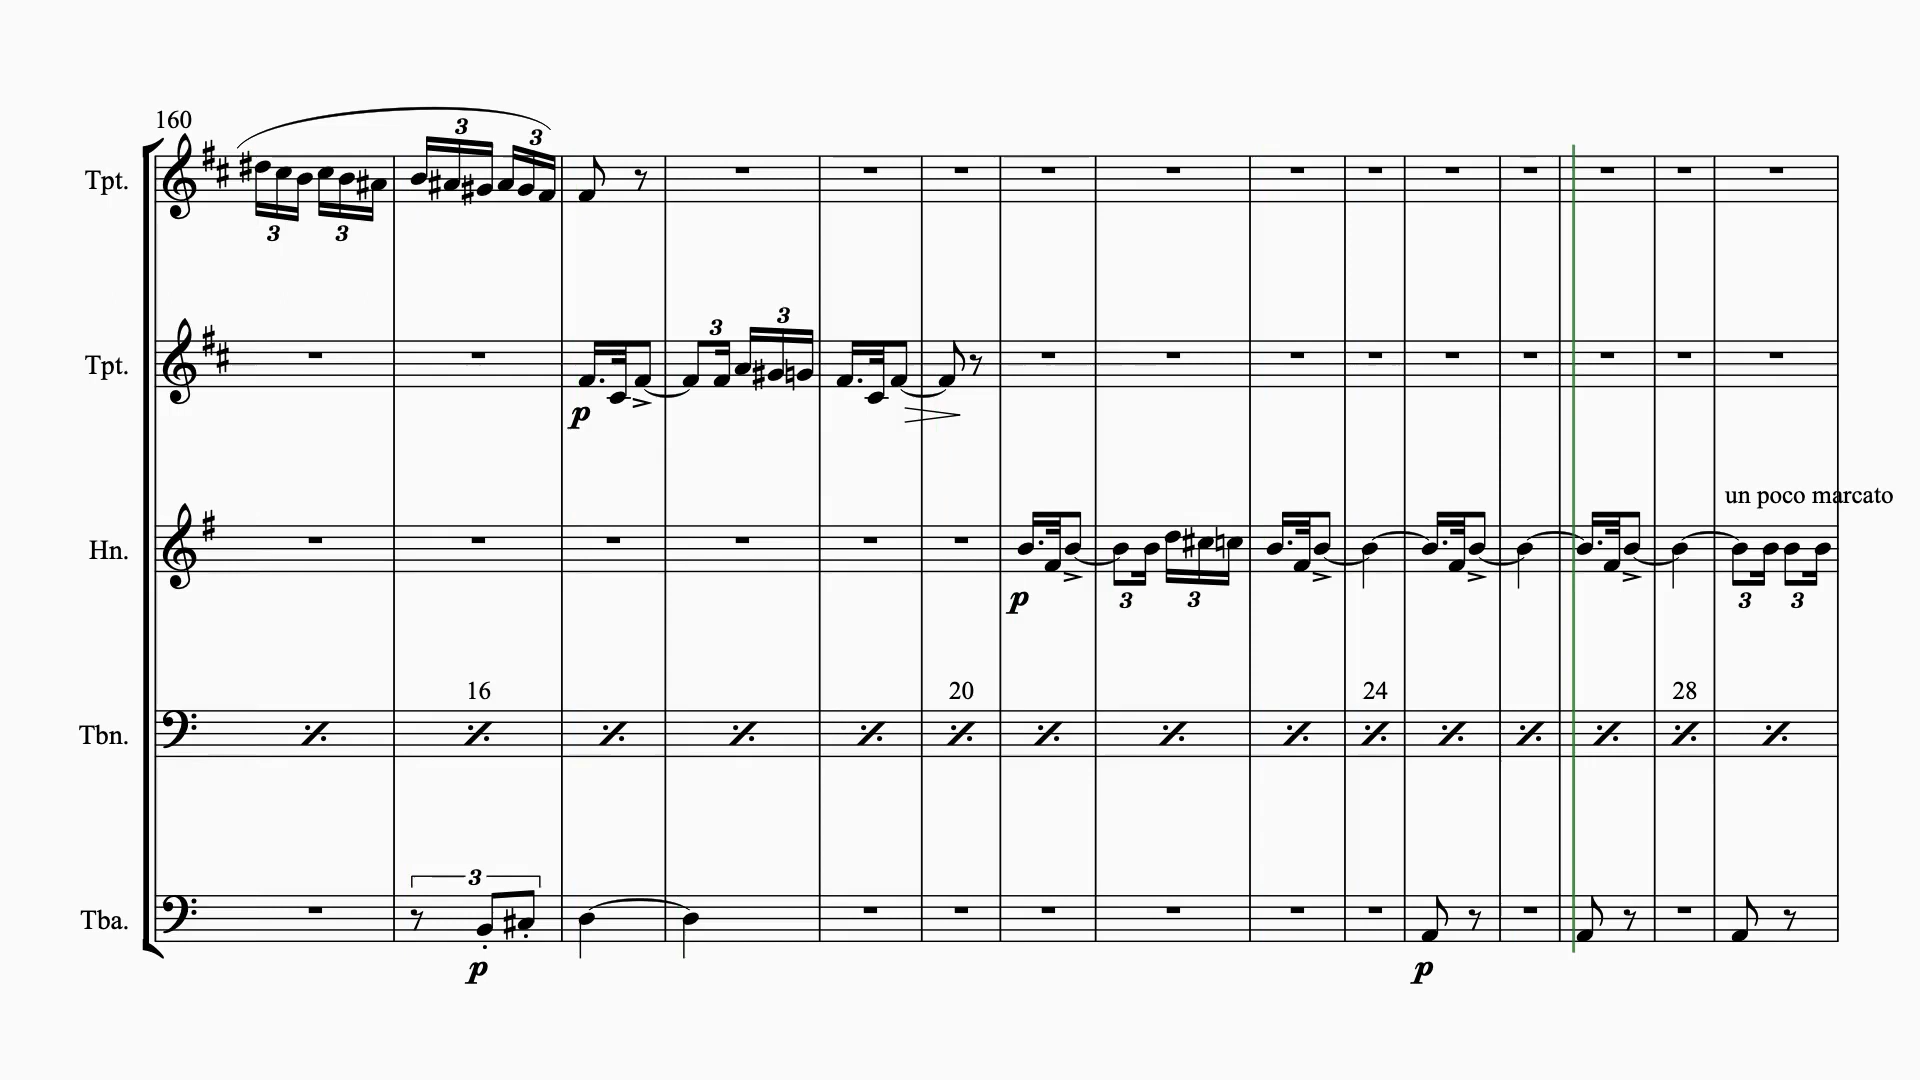 160
3 3
Tpt.
3 3
3 3
Tpt.
p
un poco marcato
Hn.
p 3 3 3 3
16 20 24 28
Tbn.
3
Tba.
p p